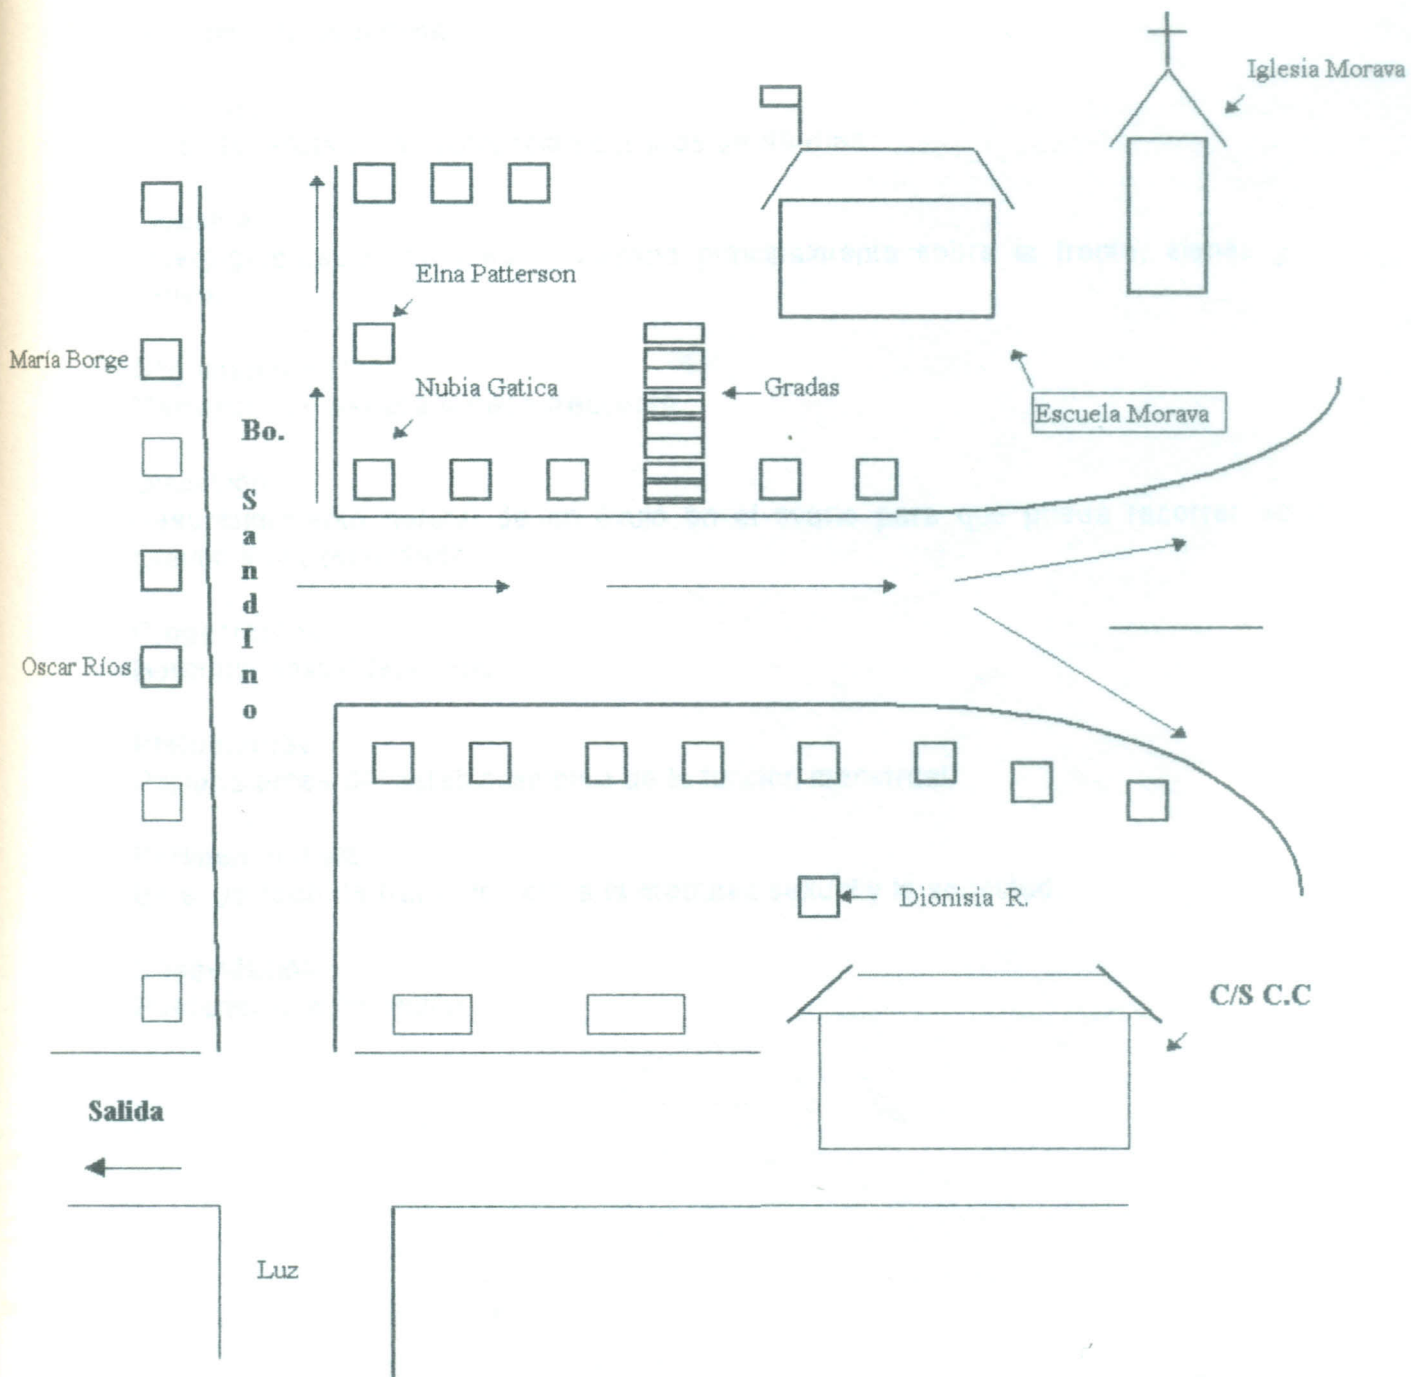 Iglesia Morava
Elna Patterson
María Borge
Nubia Gatica
Gradas
Escuela Morava
Bo.
S
a
n
d
I
n
o
Oscar Ríos
Dionisia R.
C/S C.C
Salida
Luz